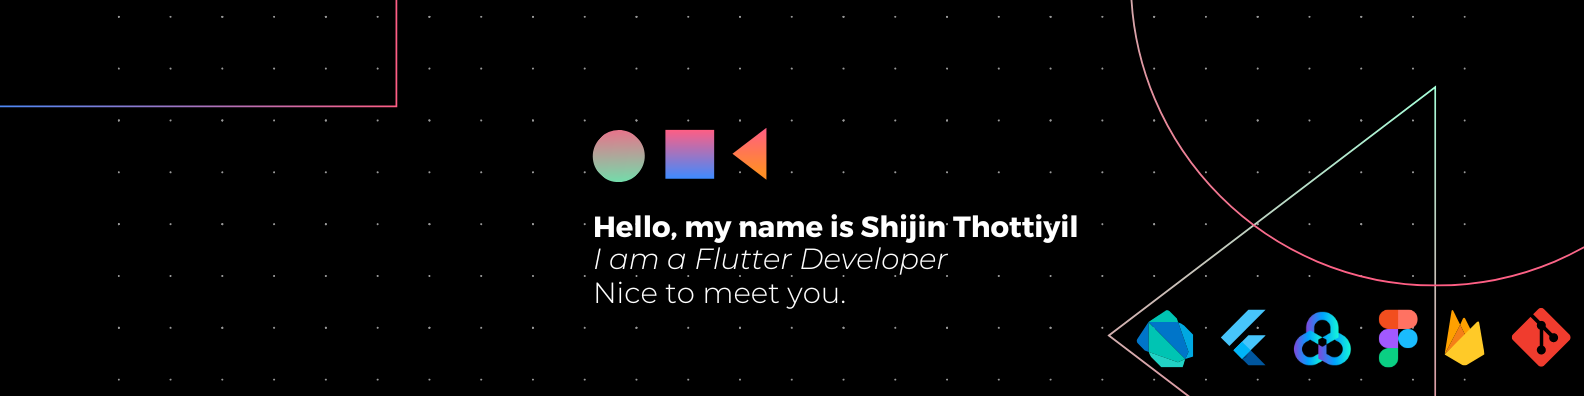 Hello, my name is Shijin Thottiyil
I am a Flutter Developer
Nice to meet you.